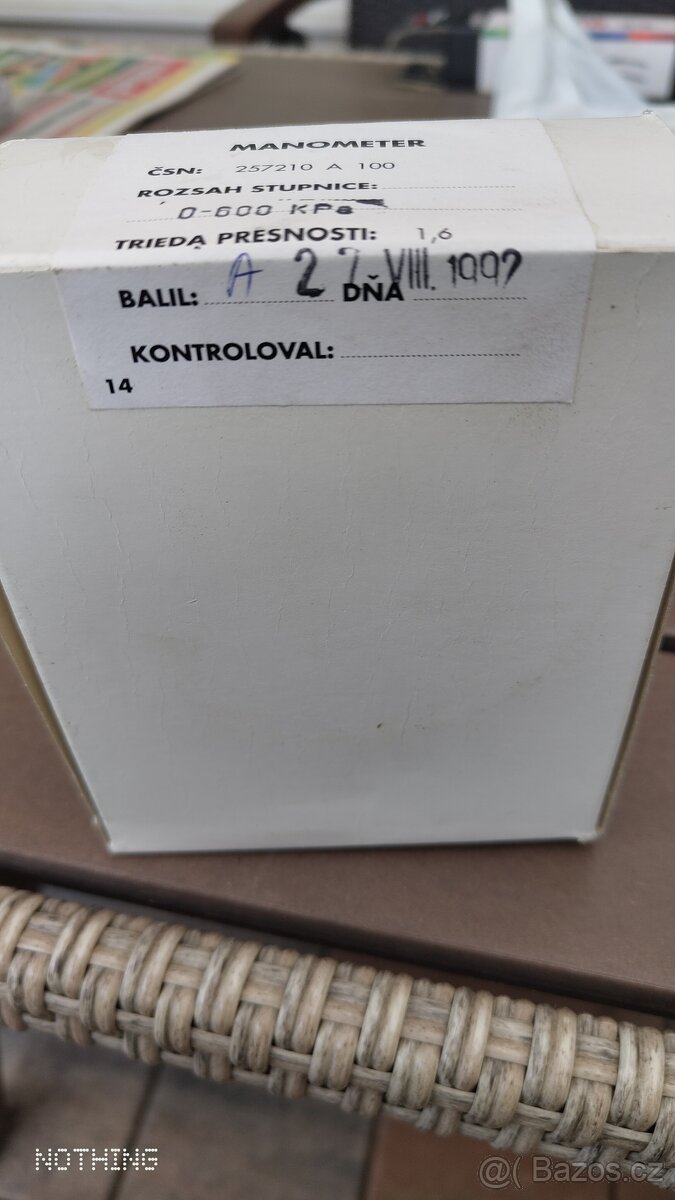 MANOMETER
ČSN: 257210 A 100
ROZSAH STUPNICE:
0-600 KPa
TRIEDA PRESNOSTI: 1,6
BALIL: A 27. VIII. 1997
DŇA
KONTROLOVAL:
14
NOTHING
@( Bazos.cz